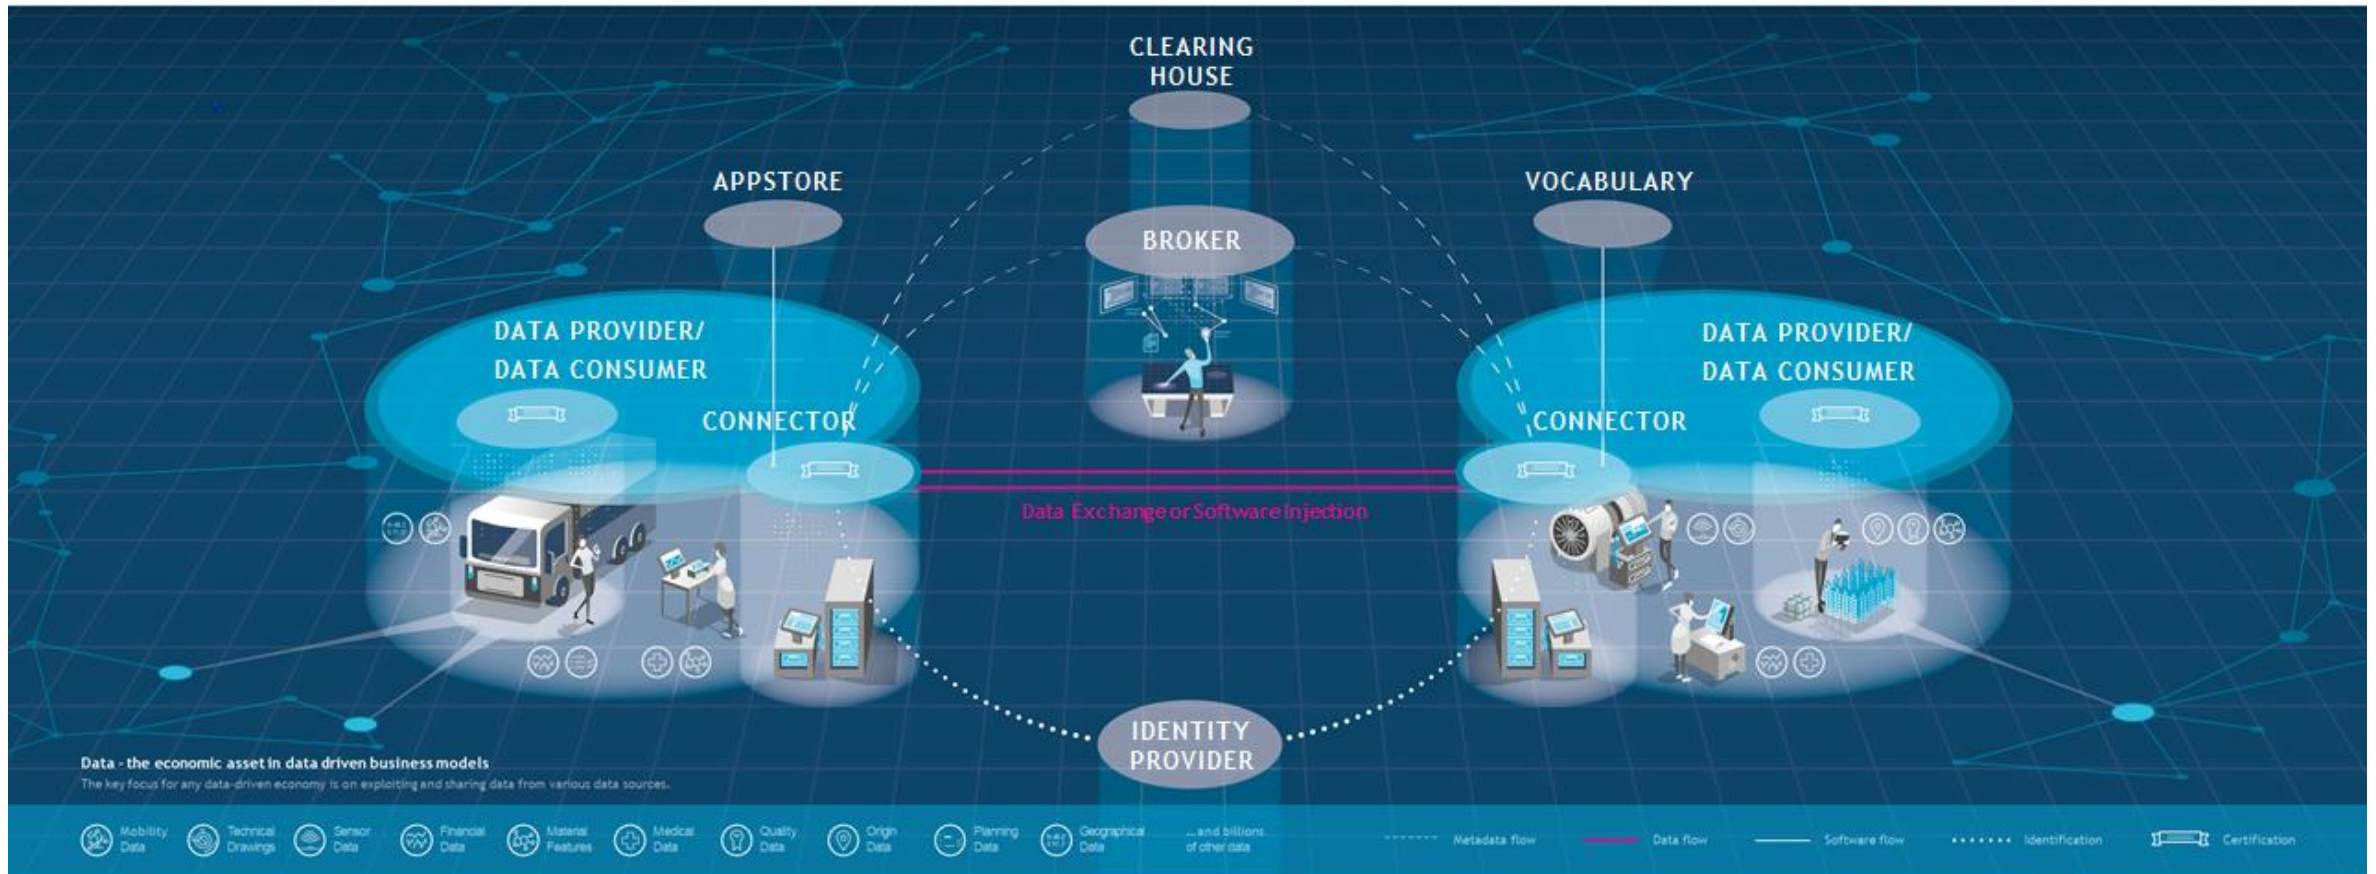 CLEARING
HOUSE
APPSTORE
VOCABULARY
BROKER
DATA PROVIDER/
DATA CONSUMER
DATA PROVIDER/
DATA CONSUMER
CONNECTOR
CONNECTOR
Data Exchange or Software Injection
IDENTITY
PROVIDER
Data - the economic asset in data driven business models
The key focus for any data-driven economy is on exploiting and sharing data from various data sources.
Mobility
Data
Technical
Drawings
Sensor
Data
Financial
Data
Material
Features
Medical
Data
Quality
Data
Origin
Data
Planning
Data
Geographical
Data
... and billions
of other data
Metadata flow
Data flow
Software flow
Identification
Certification